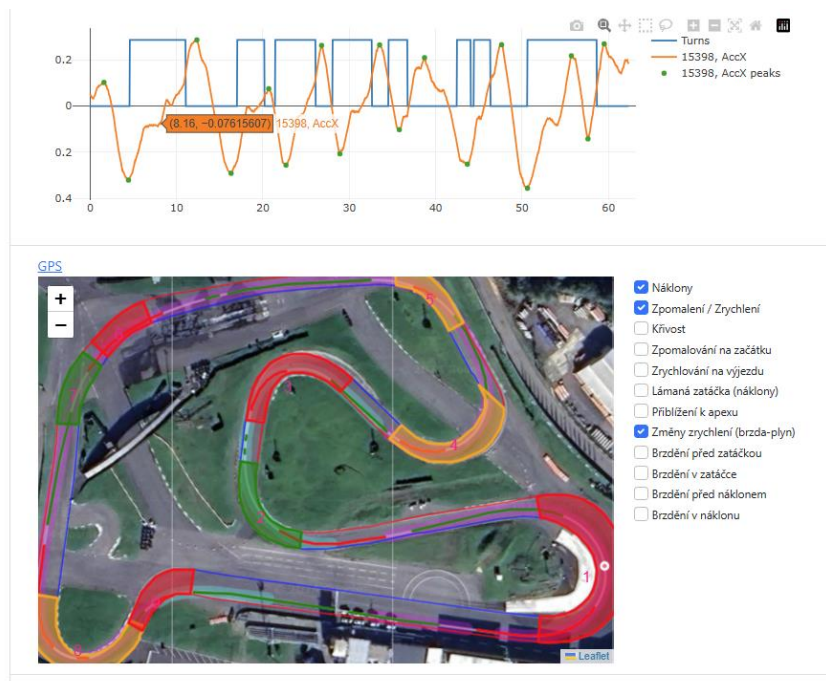 Turns
15398, AccX
15398, AccX peaks
0.2
0
0.2
0.4
(8.16, −0.07615607) 15398, AccX
0 10 20 30 40 50 60
GPS
+
−
5
3
4
2
1
Leaflet
Náklony
Zpomalení / Zrychlení
Křivost
Zpomalování na začátku
Zrychlování na výjezdu
Lámaná zatáčka (náklony)
Přiblížení k apexu
Změny zrychlení (brzda-plyn)
Brzdění před zatáčkou
Brzdění v zatáčce
Brzdění před náklonem
Brzdění v náklonu